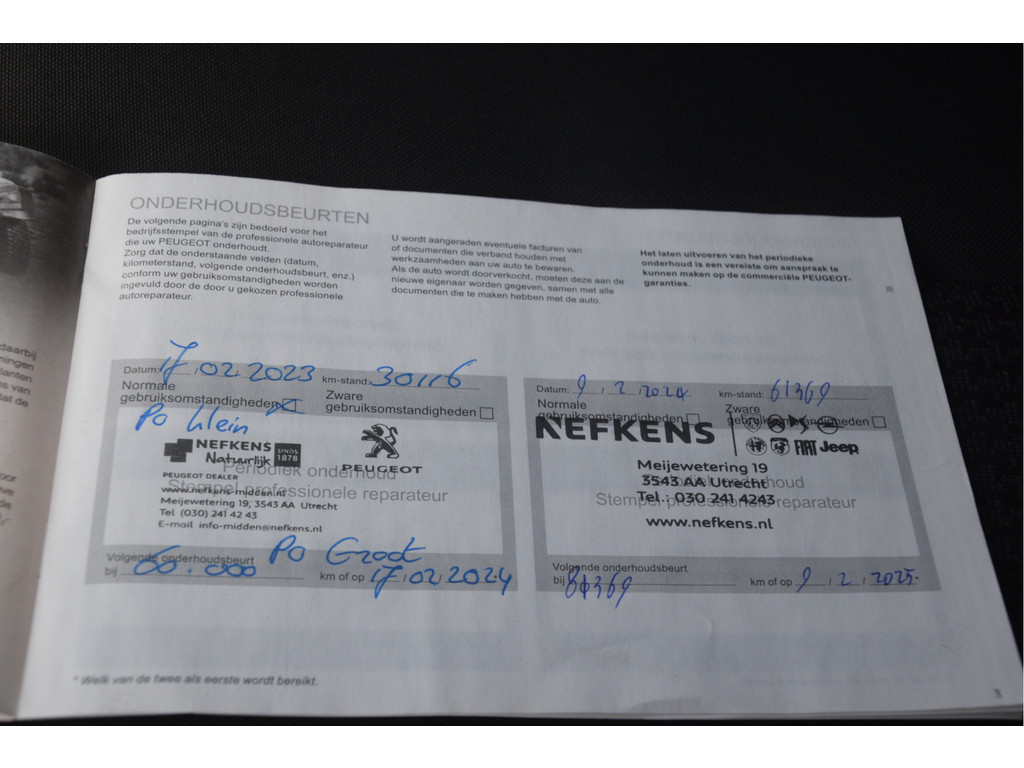 ONDERHOUDSBEURTEN
De volgende pagina's zijn bedoeld voor het
bedrijfsstempel van de professionele autoreparateur
die uw PEUGEOT onderhoudt.
Zorg dat de onderstaande velden (datum,
kilometerstand, volgende onderhoudsbeurt, enz.)
conform uw gebruiksomstandigheden worden
ingevuld door de door u gekozen professionele
autoreparateur.
U wordt aangeraden eventuele facturen van
of documenten die verband houden met
werkzaamheden aan uw auto te bewaren.
Als de auto wordt doorverkocht, moeten deze aan de
nieuwe eigenaar worden gegeven, samen met alle
documenten die te maken hebben met de auto.
Het laten uitvoeren van het periodieke
onderhoud is een vereiste om aanspraak te
kunnen maken op de commerciële PEUGEOT-
garanties.
Datum: 17.02.2023 km-stand: 30116
Normale
gebruiksomstandigheden
Zware
gebruiksomstandigheden
Po klein
NEFKENS SINDS 1878
Natuurlijk
PEUGEOT
Periodiek onderhoud
PEUGEOT DEALER
Stempel professionele reparateur
www.nefkens-midden.nl
Meijewetering 19, 3543 AA Utrecht
Tel (030) 241 42 43
E-mail info-midden@nefkens.nl
Volgende onderhoudsbeurt Po Groot
bij 60.000 km of op 17.02.2024
Datum: 9.2.2024 km-stand: 61369
Normale
gebruiksomstandigheden
Zware
gebruiksomstandigheden
NEFKENS
FIAT Jeep
Meijewetering 19
3543 AA Utrecht
Stempel professionele reparateur
Tel.: 030 241 4243
www.nefkens.nl
Volgende onderhoudsbeurt
bij 81369 km of op 9.2.2025.
* Welk van de twee als eerste wordt bereikt.
3